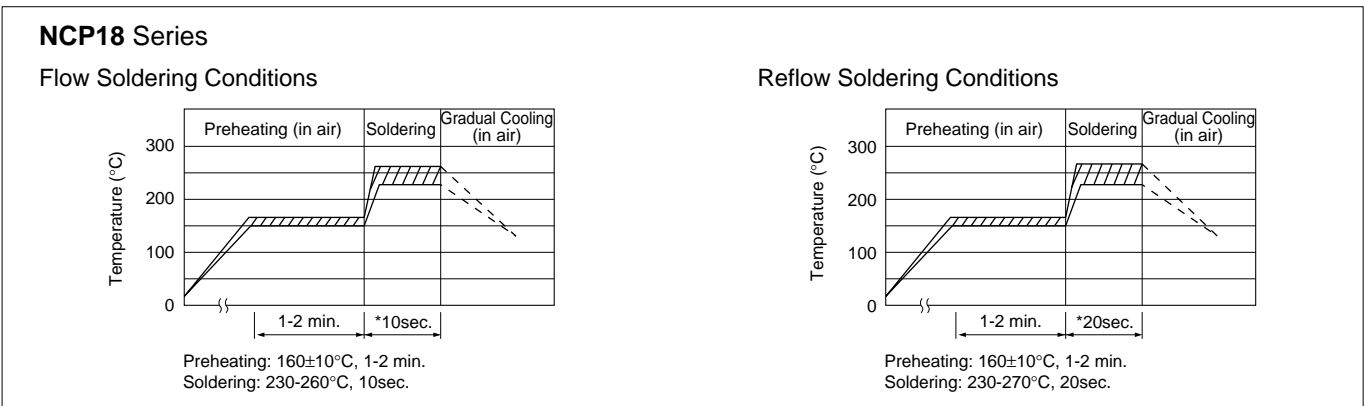 NCP18 Series
Flow Soldering Conditions
Preheating (in air)
Soldering
Gradual Cooling
(in air)
Temperature (°C)
300
200
100
0
1-2 min.
*10sec.
Preheating: 160±10°C, 1-2 min.
Soldering: 230-260°C, 10sec.
Reflow Soldering Conditions
Preheating (in air)
Soldering
Gradual Cooling
(in air)
Temperature (°C)
300
200
100
0
1-2 min.
*20sec.
Preheating: 160±10°C, 1-2 min.
Soldering: 230-270°C, 20sec.